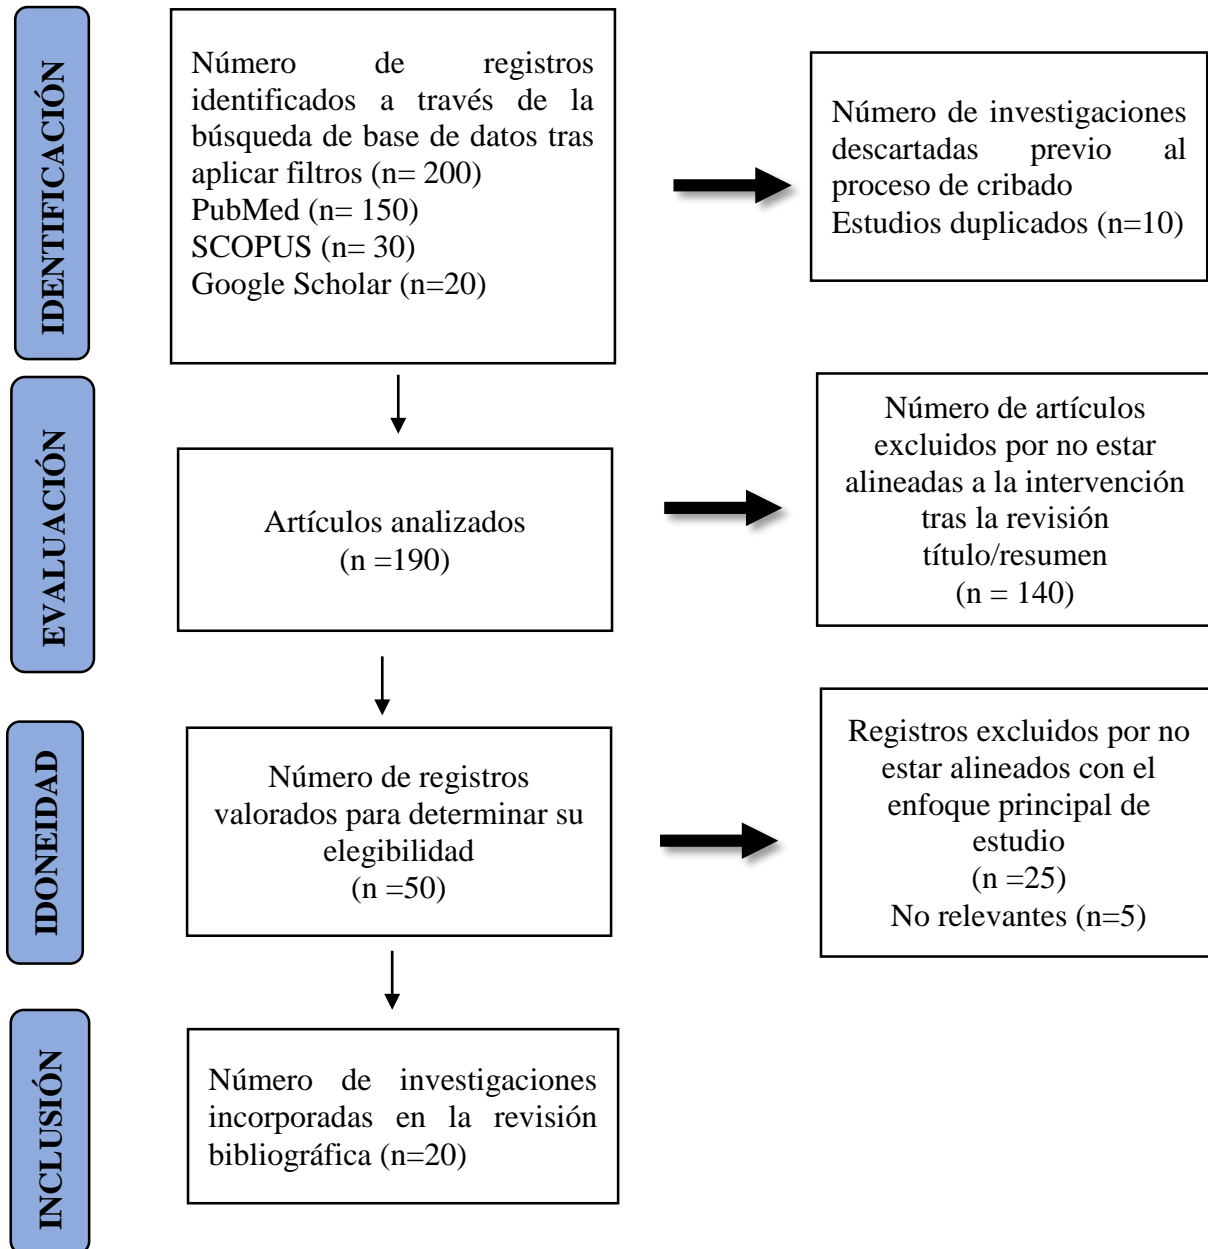 IDENTIFICACIÓN
Número de registros
identificados a través de la
búsqueda de base de datos tras
aplicar filtros (n= 200)
PubMed (n= 150)
SCOPUS (n= 30)
Google Scholar (n=20)
Número de investigaciones
descartadas previo al
proceso de cribado
Estudios duplicados (n=10)
EVALUACIÓN
Artículos analizados
(n =190)
Número de artículos
excluidos por no estar
alineadas a la intervención
tras la revisión
título/resumen
(n = 140)
IDONEIDAD
Número de registros
valorados para determinar su
elegibilidad
(n =50)
Registros excluidos por no
estar alineados con el
enfoque principal de
estudio
(n =25)
No relevantes (n=5)
INCLUSIÓN
Número de investigaciones
incorporadas en la revisión
bibliográfica (n=20)